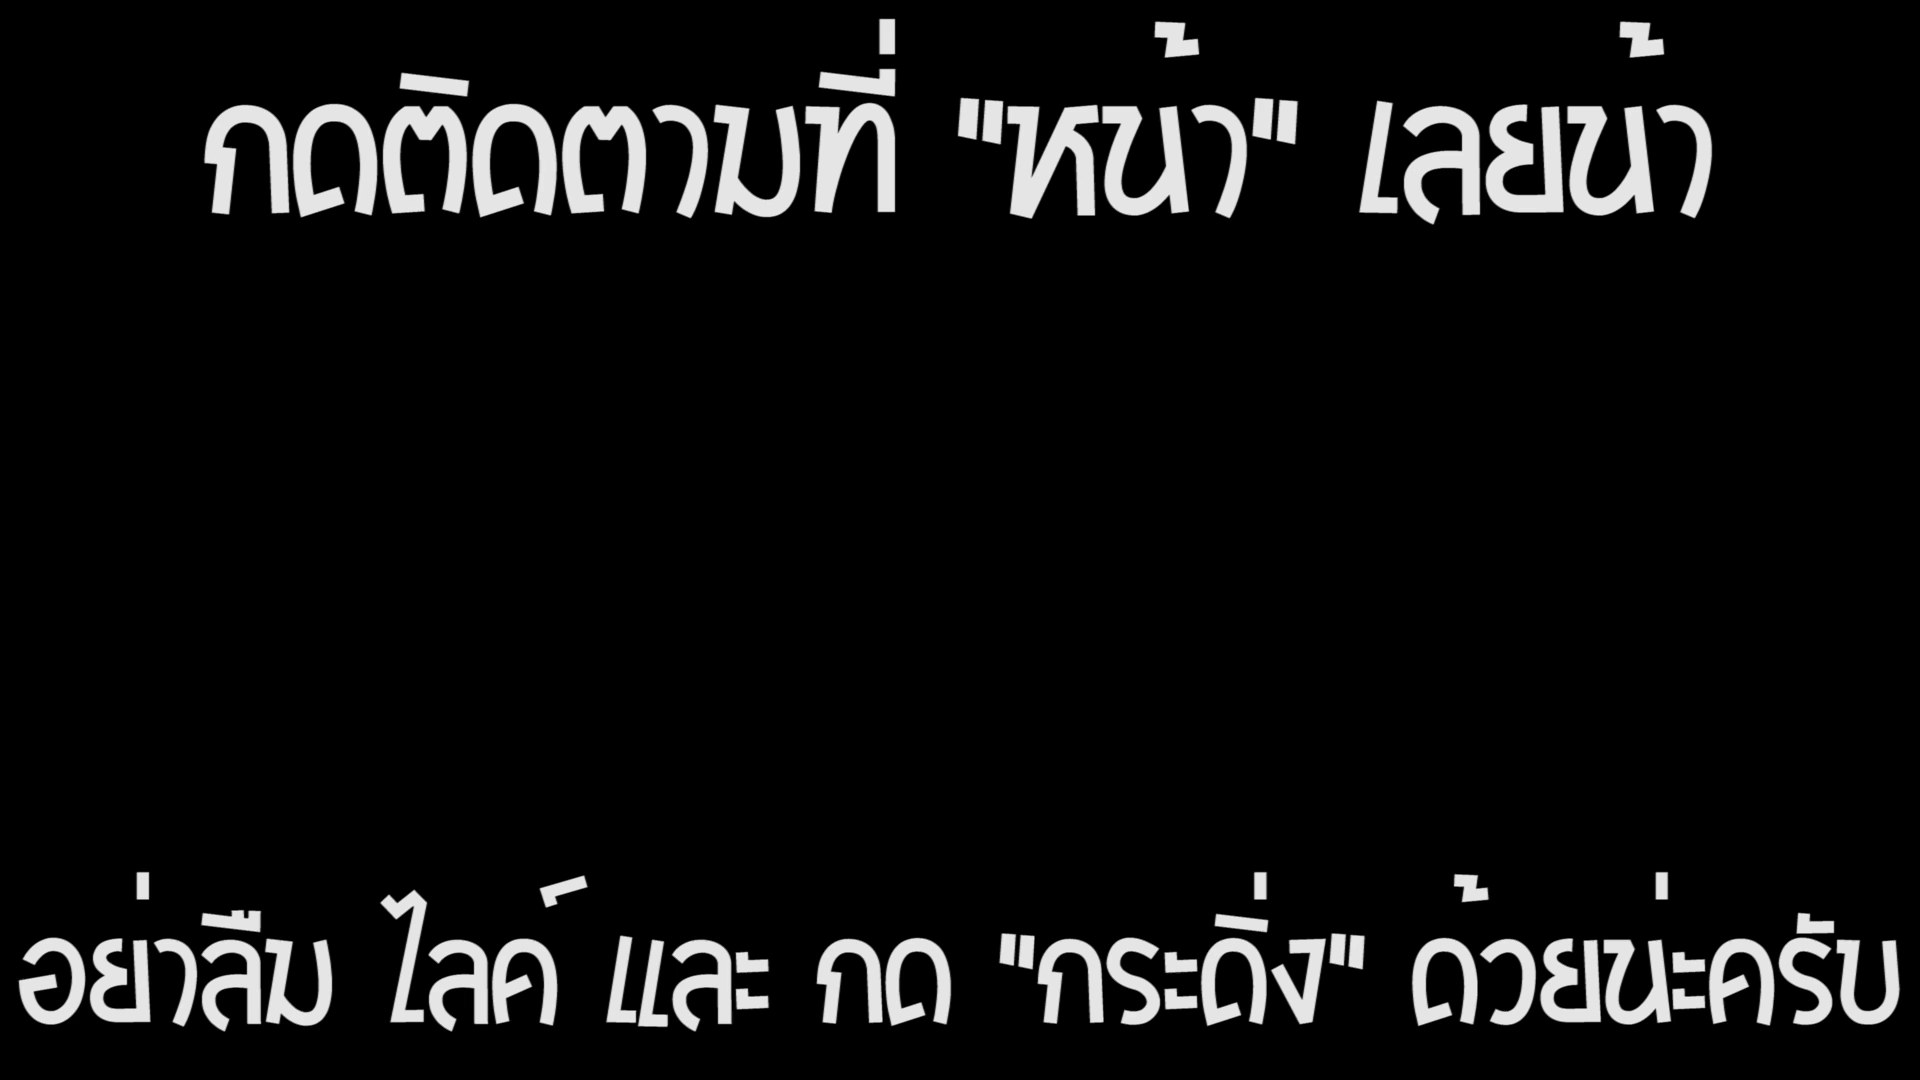 กดติดตามที่ "หน้า" เลยน้า
อย่าลืม ไลค์ และ กด "กระดิ่ง" ด้วยน่ะครับ